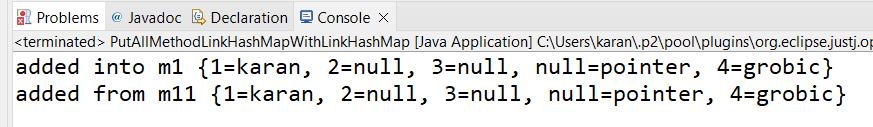 Problems @ Javadoc Declaration Console
<terminated> PutAllMethodLinkHashMapWithLinkHashMap [Java Application] C:\Users\karan\.p2\pool\plugins\org.eclipse.justj.op
added into m1 {1=karan, 2=null, 3=null, null=pointer, 4=grobic}
added from m11 {1=karan, 2=null, 3=null, null=pointer, 4=grobic}